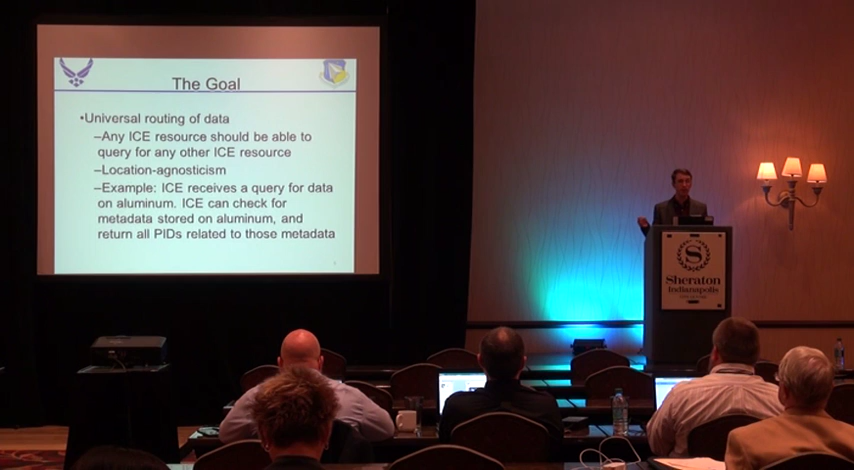 The Goal
•Universal routing of data
–Any ICE resource should be able to
query for any other ICE resource
–Location-agnosticism
–Example: ICE receives a query for data
on aluminum. ICE can check for
metadata stored on aluminum, and
return all PIDs related to those metadata
S
Sheraton
Indianapolis